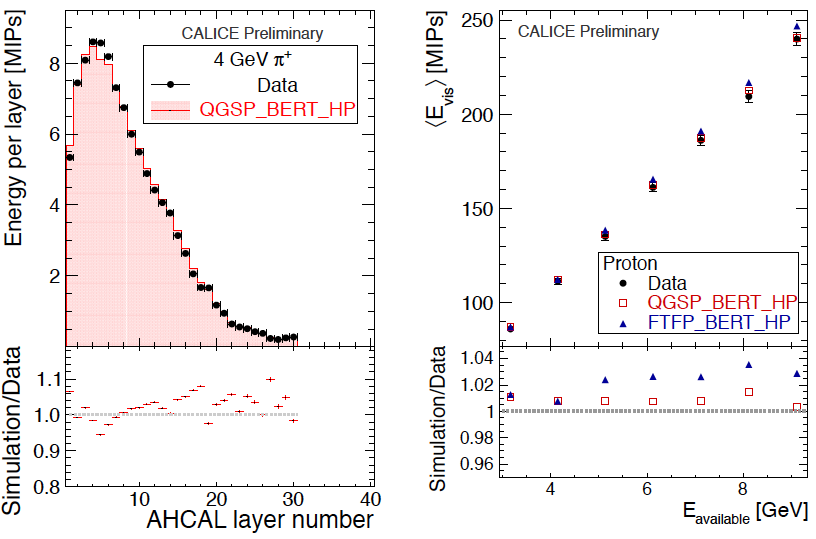 CALICE Preliminary
4 GeV π+
Data
QGSP_BERT_HP
Energy per layer [MIPs]
8
6
4
2
Simulation/Data
1.1
1.0
0.9
0.8
10
20
30
40
AHCAL layer number
CALICE Preliminary
⟨Evis⟩ [MIPs]
250
200
150
100
Proton
Data
QGSP_BERT_HP
FTFP_BERT_HP
Simulation/Data
1.04
1.02
1
0.98
0.96
4
6
8
Eavailable [GeV]